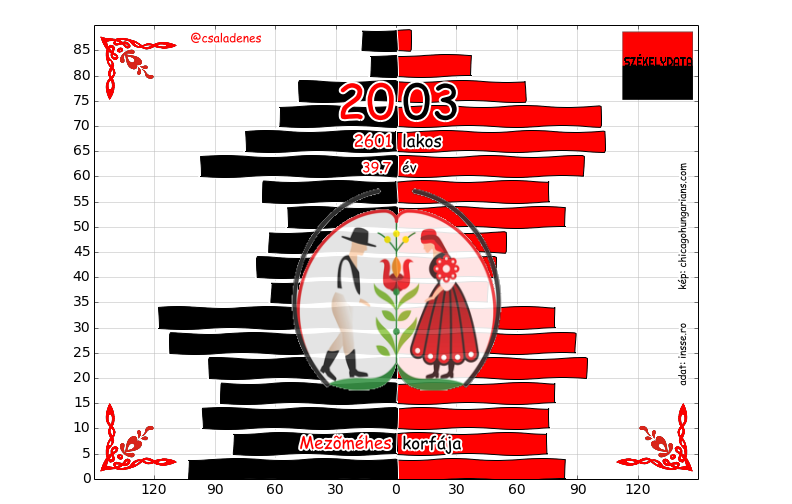 @csaladenes
SZÉKELYDATA
2003
2601 lakos
39.7 év
Mezőméhes korfája
kép: chicagohungarians.com
adat: insse.ro
85
80
75
70
65
60
55
50
45
40
35
30
25
20
15
10
5
0
120 90 60 30 0 30 60 90 120